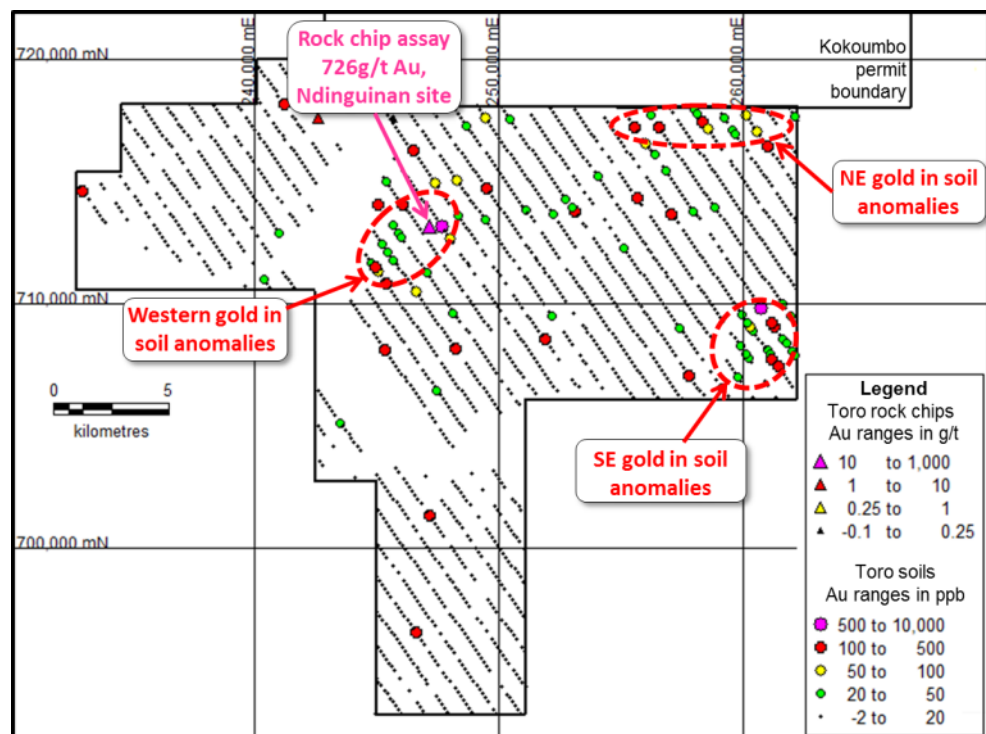 720,000 mN
240,000 mE
250,000 mE
260,000 mE
Rock chip assay
726g/t Au,
Ndinguinan site
Kokoumbo
permit
boundary
NE gold in soil
anomalies
710,000 mN
Western gold in
soil anomalies
0 5
kilometres
SE gold in soil
anomalies
700,000 mN
Legend
Toro rock chips
Au ranges in g/t
10 to 1,000
1 to 10
0.25 to 1
-0.1 to 0.25
Toro soils
Au ranges in ppb
500 to 10,000
100 to 500
50 to 100
20 to 50
-2 to 20